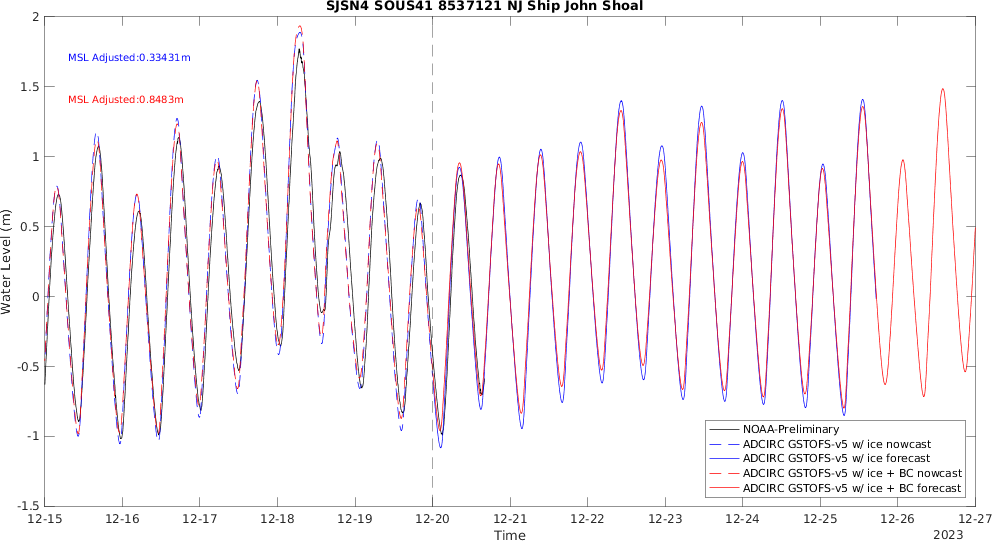 SJSN4 SOUS41 8537121 NJ Ship John Shoal
2
1.5
1
0.5
0
-0.5
-1
-1.5
Water Level (m)
MSL Adjusted:0.33431m
MSL Adjusted:0.8483m
NOAA-Preliminary
ADCIRC GSTOFS-v5 w/ ice nowcast
ADCIRC GSTOFS-v5 w/ ice forecast
ADCIRC GSTOFS-v5 w/ ice + BC nowcast
ADCIRC GSTOFS-v5 w/ ice + BC forecast
12-15 12-16 12-17 12-18 12-19 12-20 12-21 12-22 12-23 12-24 12-25 12-26 12-27
Time
2023